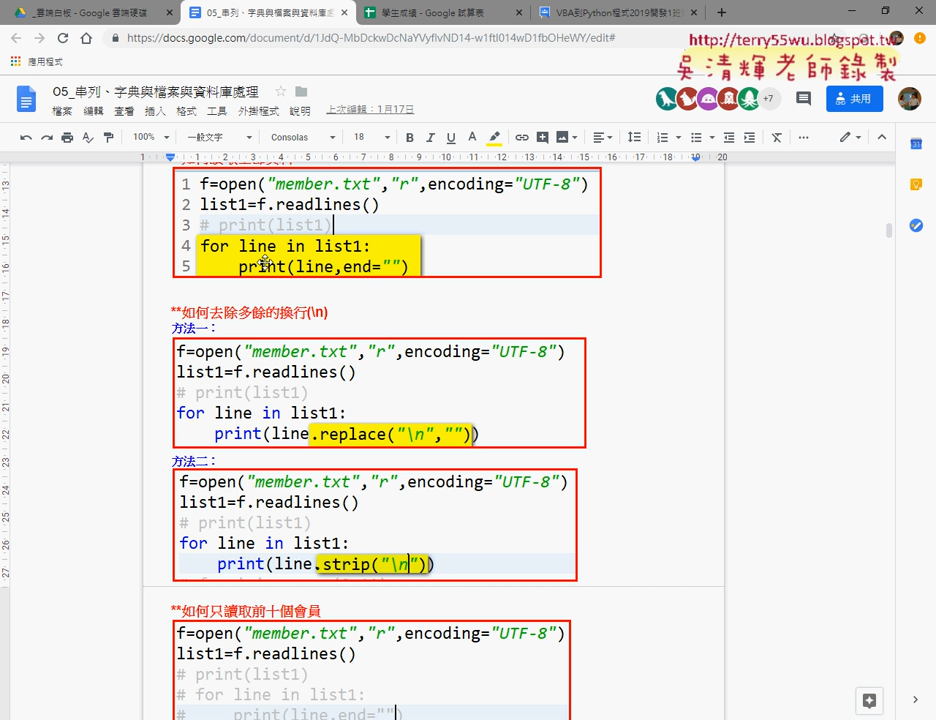 _雲端白板 - Google 雲端硬碟
05_串列、字典與檔案與資料庫處
學生成績 - Google 試算表
VBA到Python程式2019開發1班
https://docs.google.com/document/d/1JdQ-MbDckwDcNaYVyflvND14-w1ftl014wD1fbOHeWY/edit#
http://terry55wu.blogspot.tw
吳清輝老師錄製
應用程式
05_串列、字典與檔案與資料庫處理
檔案 編輯 查看 插入 格式 工具 外掛程式 說明 上次編輯:1月17日
+7
共用
100% 一般文字 Consolas 18
1 f=open("member.txt","r",encoding="UTF-8")
2 list1=f.readlines()
3 # print(list1)
4 for line in list1:
5 print(line,end="")
**如何去除多餘的換行(\n)
方法一:
f=open("member.txt","r",encoding="UTF-8")
list1=f.readlines()
# print(list1)
for line in list1:
print(line.replace("\n",""))
方法二:
f=open("member.txt","r",encoding="UTF-8")
list1=f.readlines()
# print(list1)
for line in list1:
print(line.strip("\n"))
**如何只讀取前十個會員
f=open("member.txt","r",encoding="UTF-8")
list1=f.readlines()
# print(list1)
# for line in list1:
# print(line,end="")